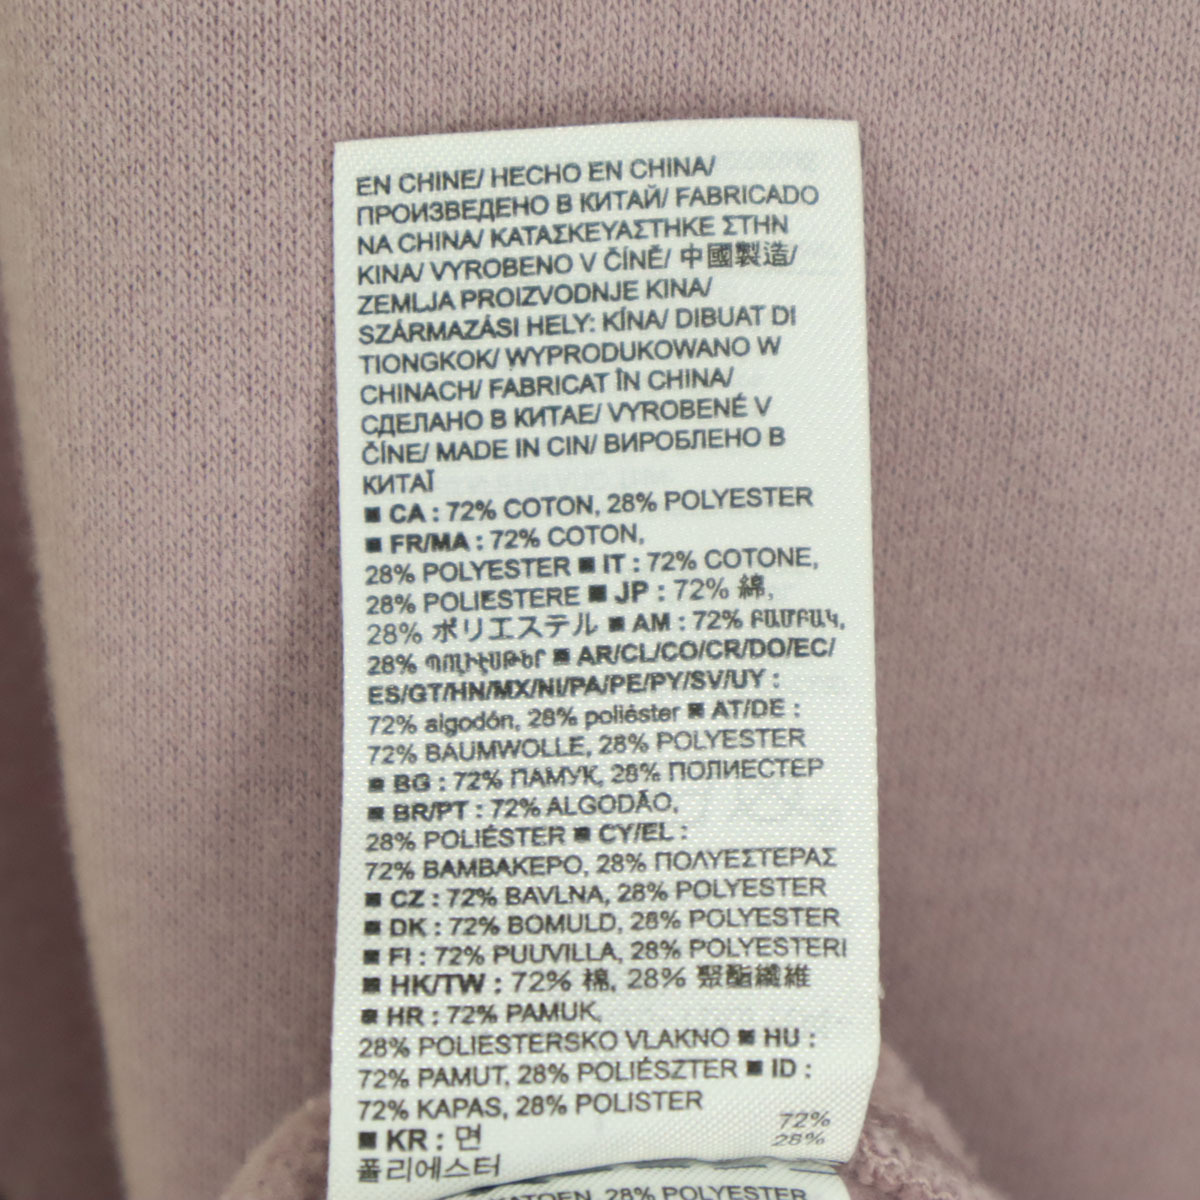 EN CHINE/ HECHO EN CHINA/
ПРОИЗВЕДЕНО В КИТАЙ/ FABRICADO
NA CHINA/ ΚΑΤΑΣΚΕΥΑΣΤΗΚΕ ΣΤΗΝ
ΚΙΝΑ/ VYROBENO V ČÍNĚ/ 中國製造/
ZEMLJA PROIZVODNJE KINA/
SZÁRMAZÁSI HELY: KÍNA/ DIBUAT DI
TIONGKOK/ WYPRODUKOWANO W
CHINACH/ FABRICAT ÎN CHINA/
СДЕЛАНО В КИТАЕ/ VYROBENÉ V
ČÍNE/ MADE IN CIN/ ВИРОБЛЕНО В
КИТАЇ
■ CA : 72% COTON, 28% POLYESTER
■ FR/MA : 72% COTON,
28% POLYESTER ■ IT : 72% COTONE,
28% POLIESTERE ■ JP : 72% 綿,
28% ポリエステル ■ AM : 72% ԲԱՄԲԱԿ,
28% ՊՈԼԻԷՍԹԵՐ ■ AR/CL/CO/CR/DO/EC/
ES/GT/HN/MX/NI/PA/PE/PY/SV/UY :
72% algodón, 28% poliéster ■ AT/DE :
72% BAUMWOLLE, 28% POLYESTER
■ BG : 72% ПАМУК, 28% ПОЛИЕСТЕР
■ BR/PT : 72% ALGODÃO,
28% POLIÉSTER ■ CY/EL :
72% ΒΑΜΒΑΚΕΡΟ, 28% ΠΟΛΥΕΣΤΕΡΑΣ
■ CZ : 72% BAVLNA, 28% POLYESTER
■ DK : 72% BOMULD, 28% POLYESTER
■ FI : 72% PUUVILLA, 28% POLYESTERI
■ HK/TW : 72% 棉, 28% 聚酯纖維
■ HR : 72% PAMUK,
28% POLIESTERSKO VLAKNO ■ HU :
72% PAMUT, 28% POLIÉSZTER ■ ID :
72% KAPAS, 28% POLISTER
■ KR : 면 72%
폴리에스터 28%
28% POLYESTER